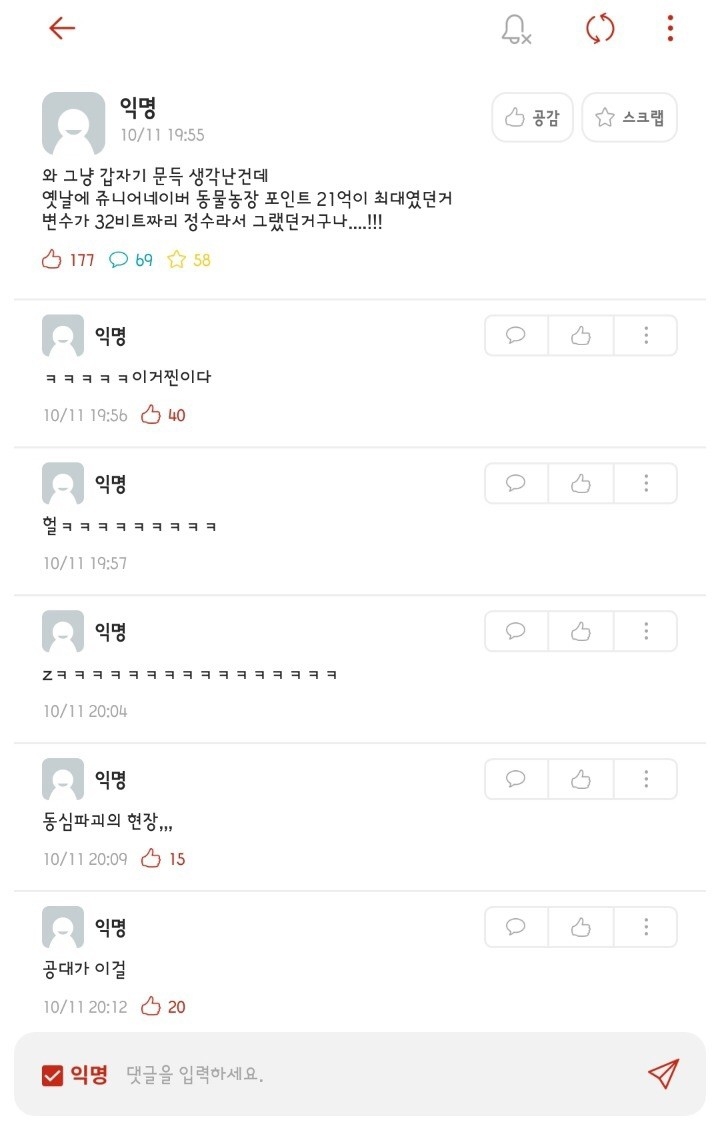 익명
10/11 19:55
공감
스크랩
와 그냥 갑자기 문득 생각난건데
옛날에 쥬니어네이버 동물농장 포인트 21억이 최대였던거
변수가 32비트짜리 정수라서 그랬던거구나....!!!
177 69 58
익명
ㅋㅋㅋㅋㅋ이거찐이다
10/11 19:56 40
익명
헐ㅋㅋㅋㅋㅋㅋㅋㅋㅋ
10/11 19:57
익명
zㅋㅋㅋㅋㅋㅋㅋㅋㅋㅋㅋㅋㅋㅋㅋㅋ
10/11 20:04
익명
동심파괴의 현장,,,
10/11 20:09 15
익명
공대가 이걸
10/11 20:12 20
익명 댓글을 입력하세요.